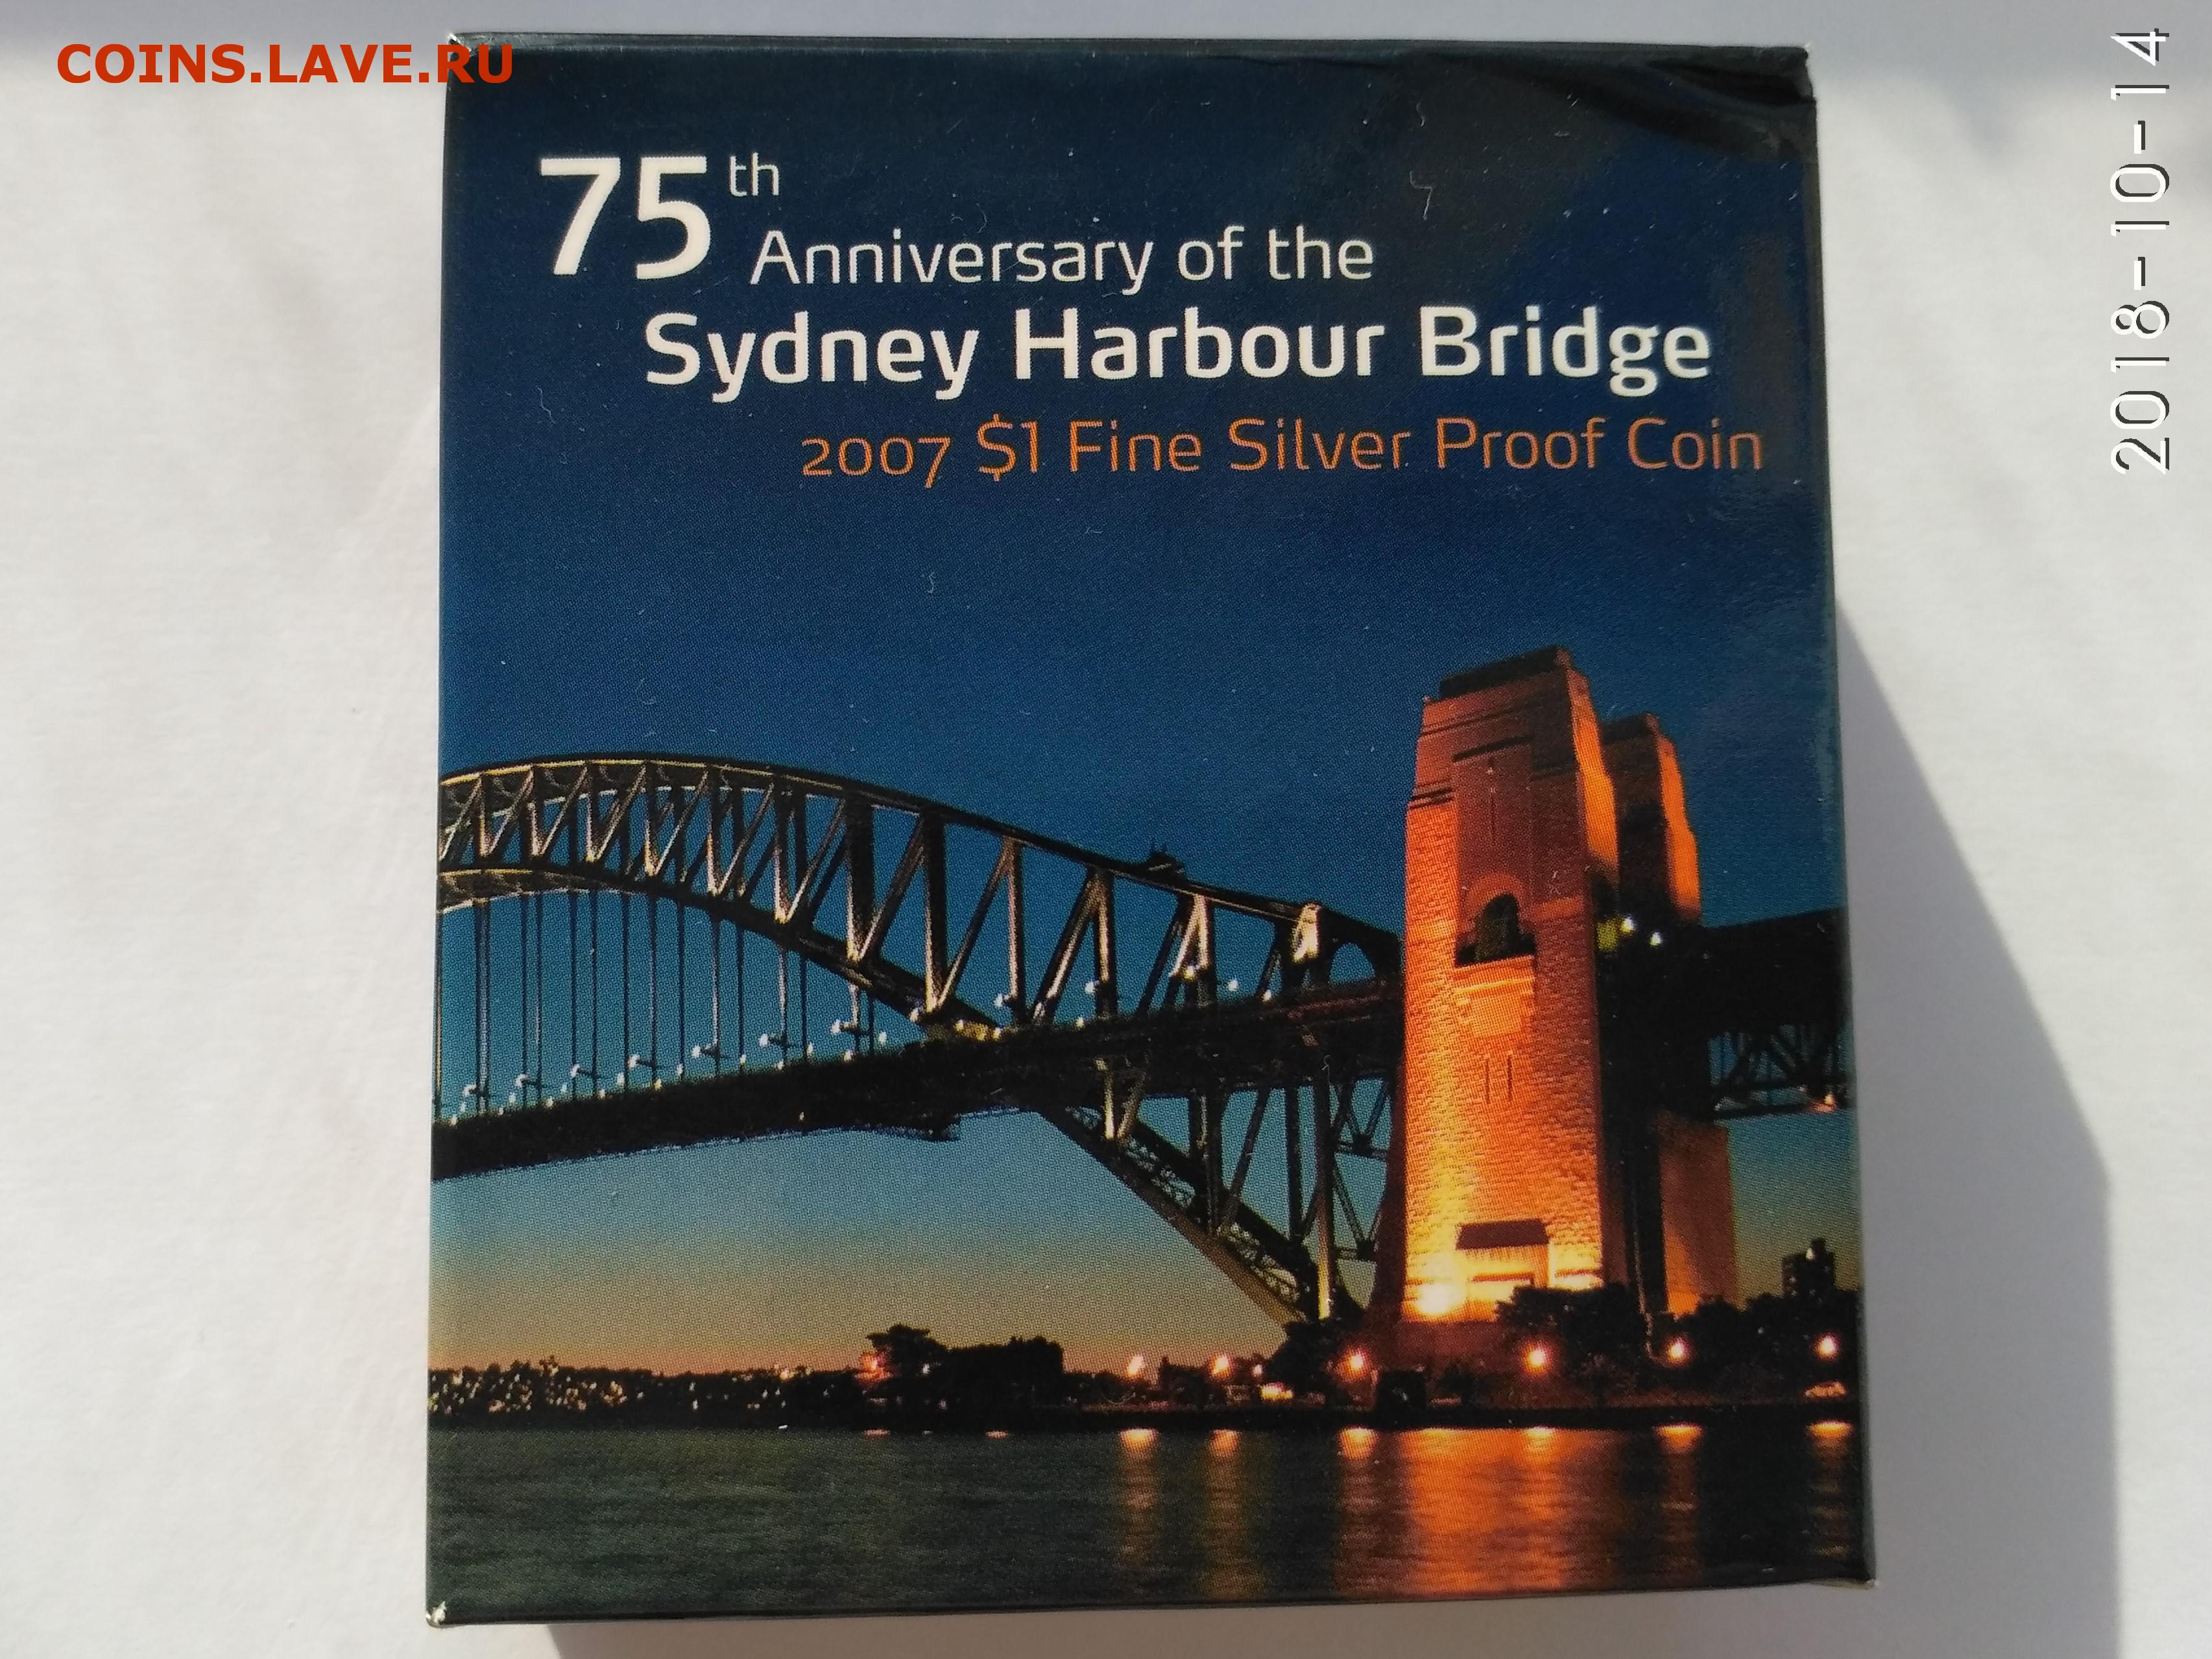 COINS.LAVE.RU
75th
Anniversary of the
Sydney Harbour Bridge
2007 $1 Fine Silver Proof Coin
2018-10-14